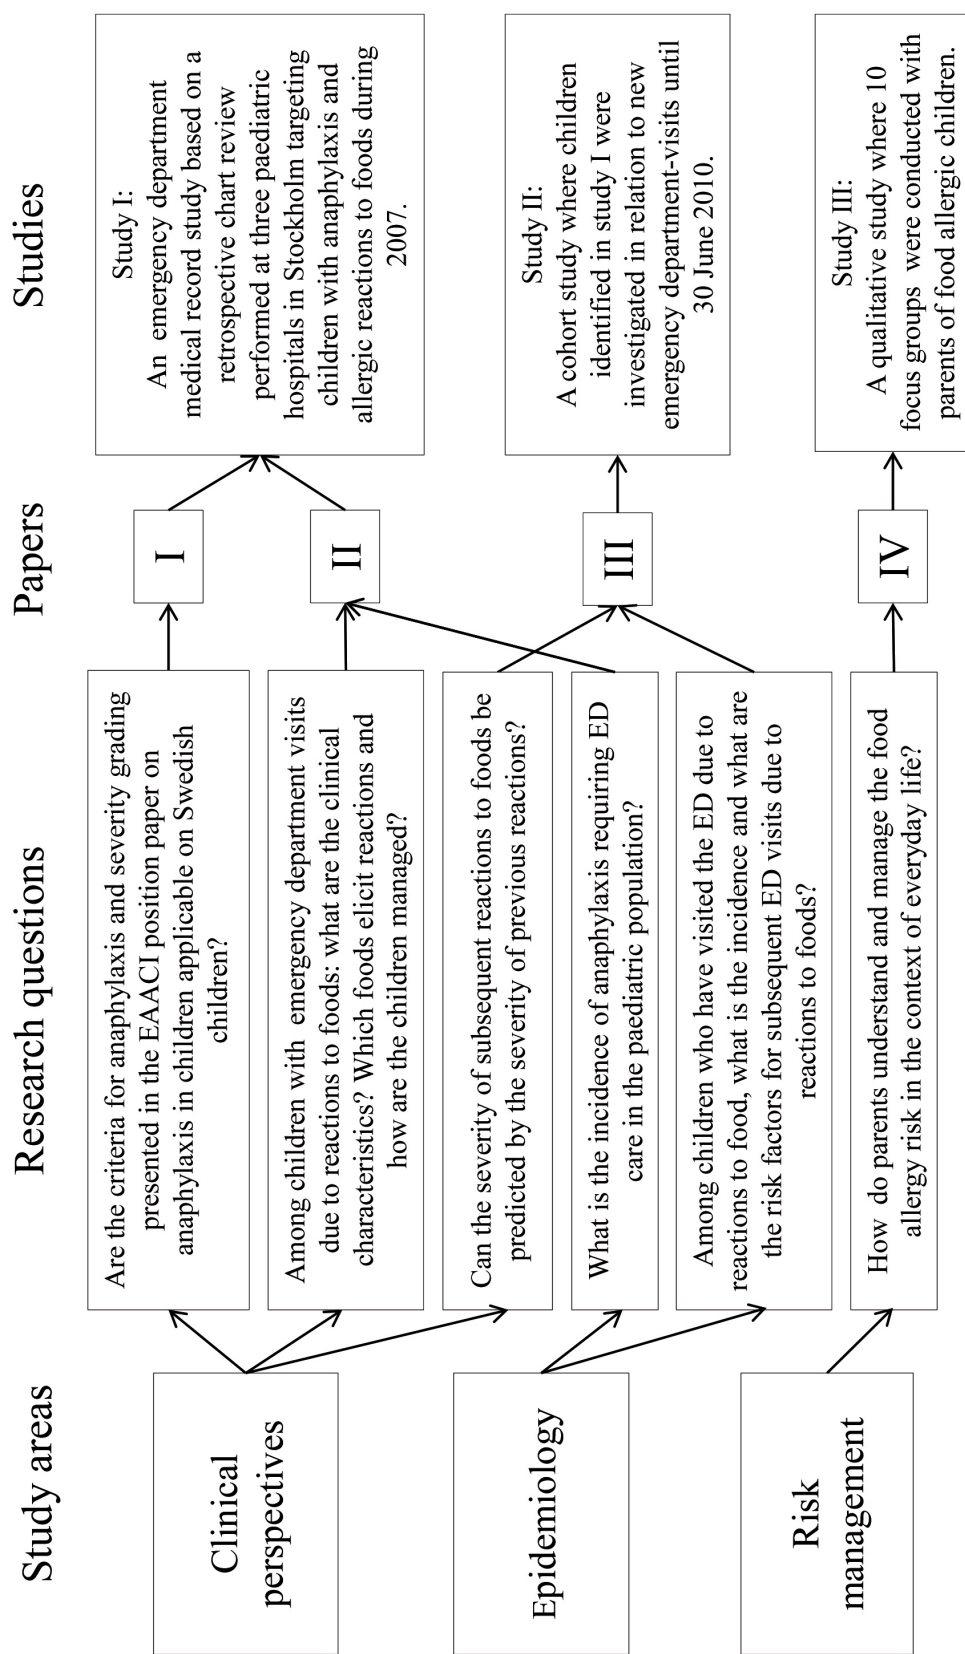 Study areas
Research questions
Papers
Studies
Clinical
perspectives
Epidemiology
Risk
management
Are the criteria for anaphylaxis and severity grading
presented in the EAACI position paper on
anaphylaxis in children applicable on Swedish
children?
Among children with emergency department visits
due to reactions to foods: what are the clinical
characteristics? Which foods elicit reactions and
how are the children managed?
Can the severity of subsequent reactions to foods be
predicted by the severity of previous reactions?
What is the incidence of anaphylaxis requiring ED
care in the paediatric population?
Among children who have visited the ED due to
reactions to food, what is the incidence and what are
the risk factors for subsequent ED visits due to
reactions to foods?
How do parents understand and manage the food
allergy risk in the context of everyday life?
I
II
III
IV
Study I:
An emergency department
medical record study based on a
retrospective chart review
performed at three paediatric
hospitals in Stockholm targeting
children with anaphylaxis and
allergic reactions to foods during
2007.
Study II:
A cohort study where children
identified in study I were
investigated in relation to new
emergency department-visits until
30 June 2010.
Study III:
A qualitative study where 10
focus groups were conducted with
parents of food allergic children.